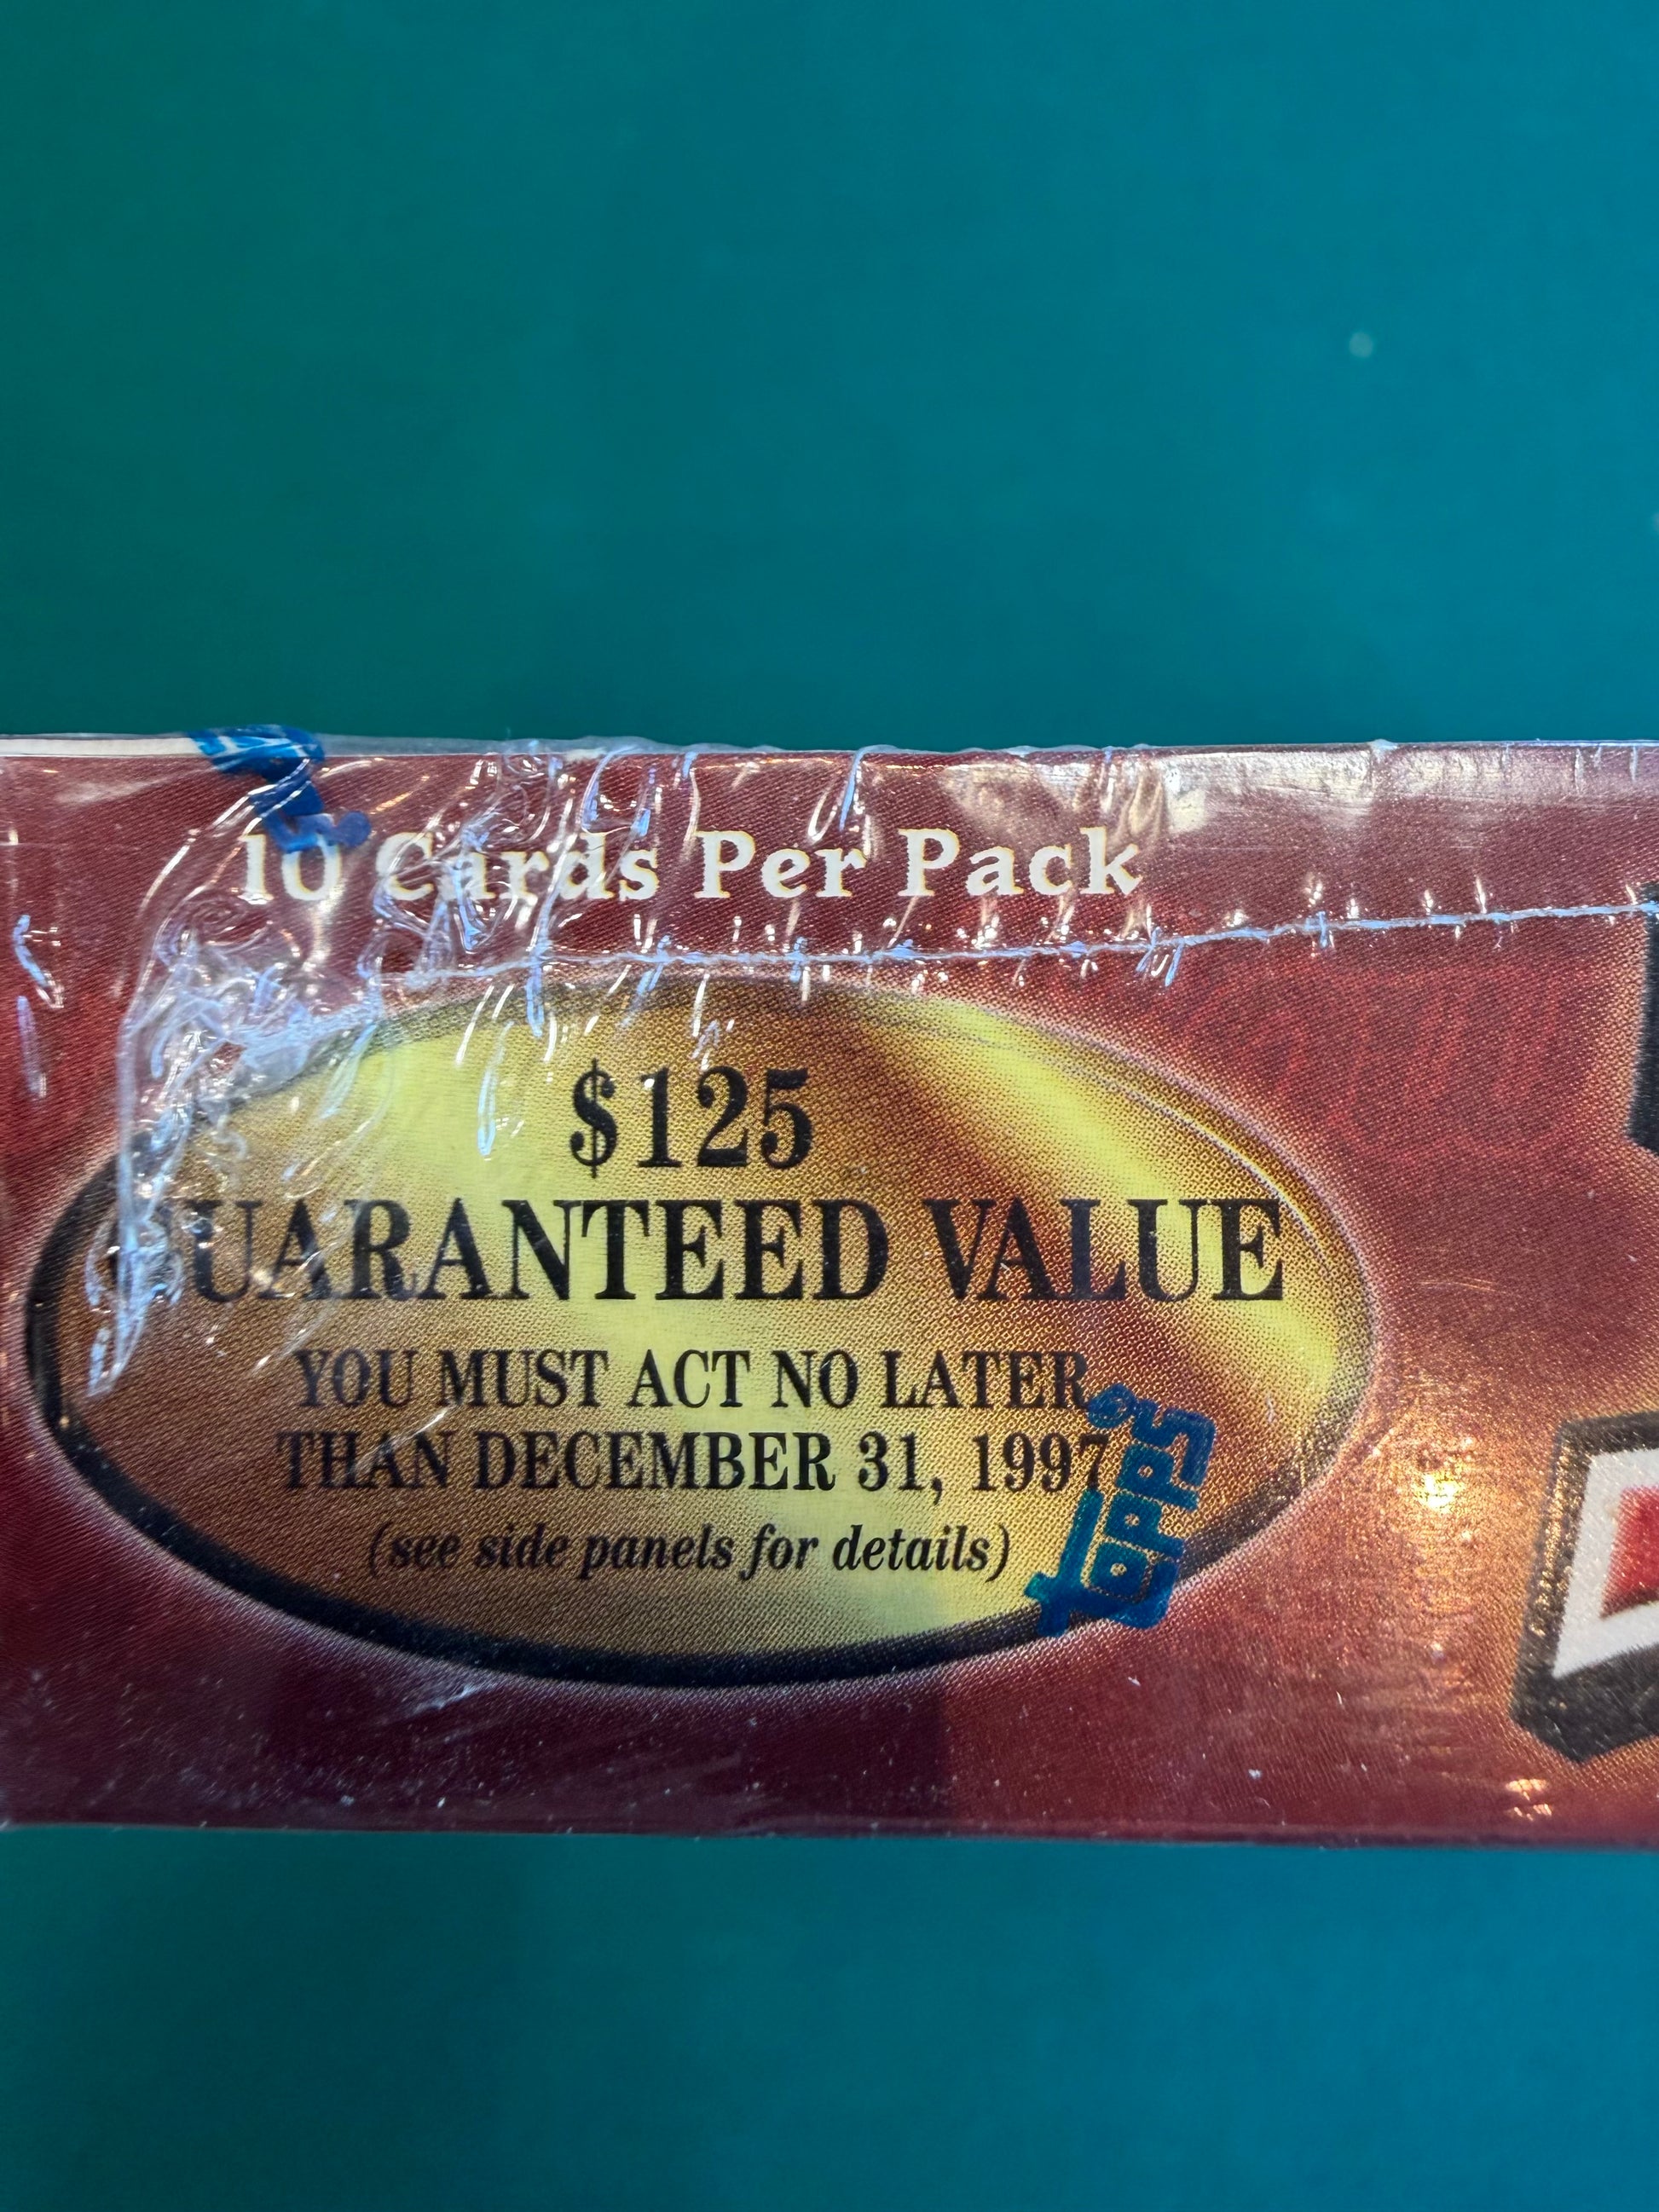 10 Cards Per Pack
$125
GUARANTEED VALUE
YOU MUST ACT NO LATER
THAN DECEMBER 31, 1997
(see side panels for details)
topps